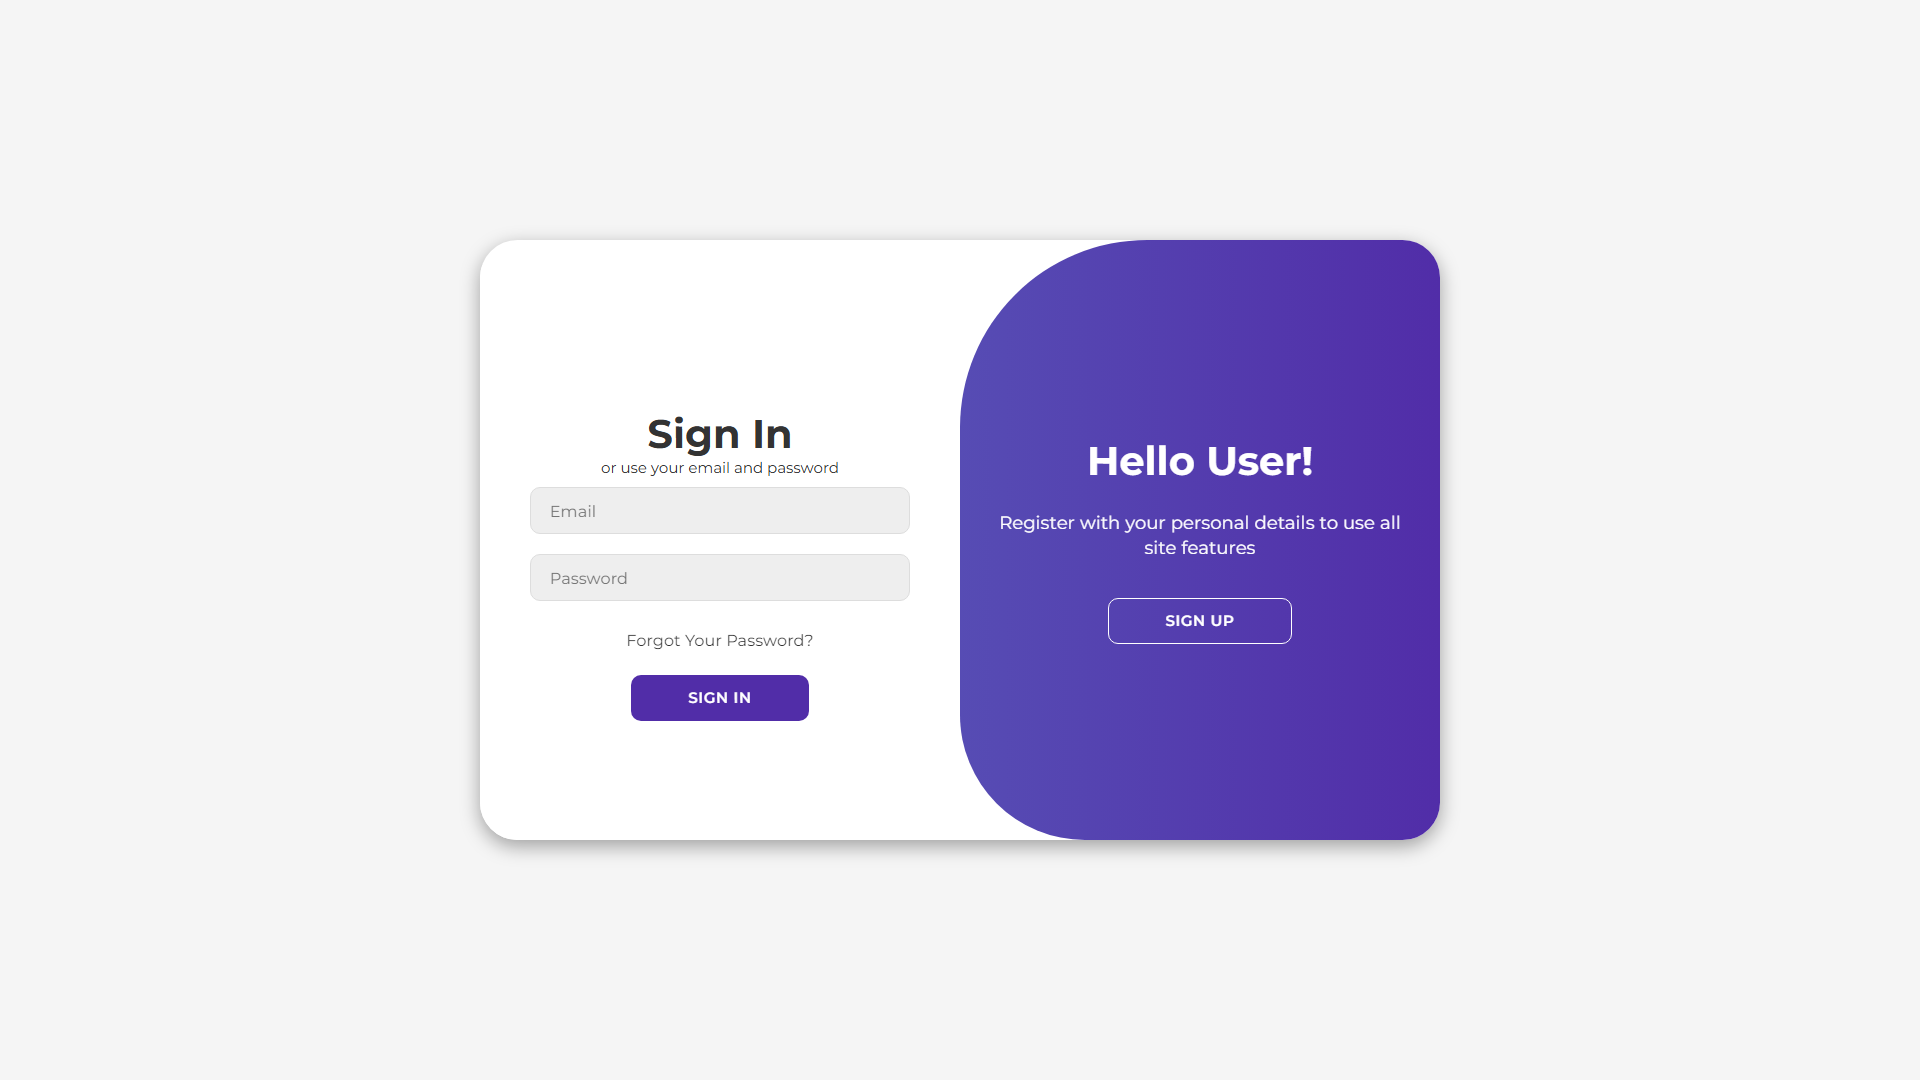 Sign In
or use your email and password
Email
Password
Forgot Your Password?
SIGN IN
Hello User!
Register with your personal details to use all
site features
SIGN UP